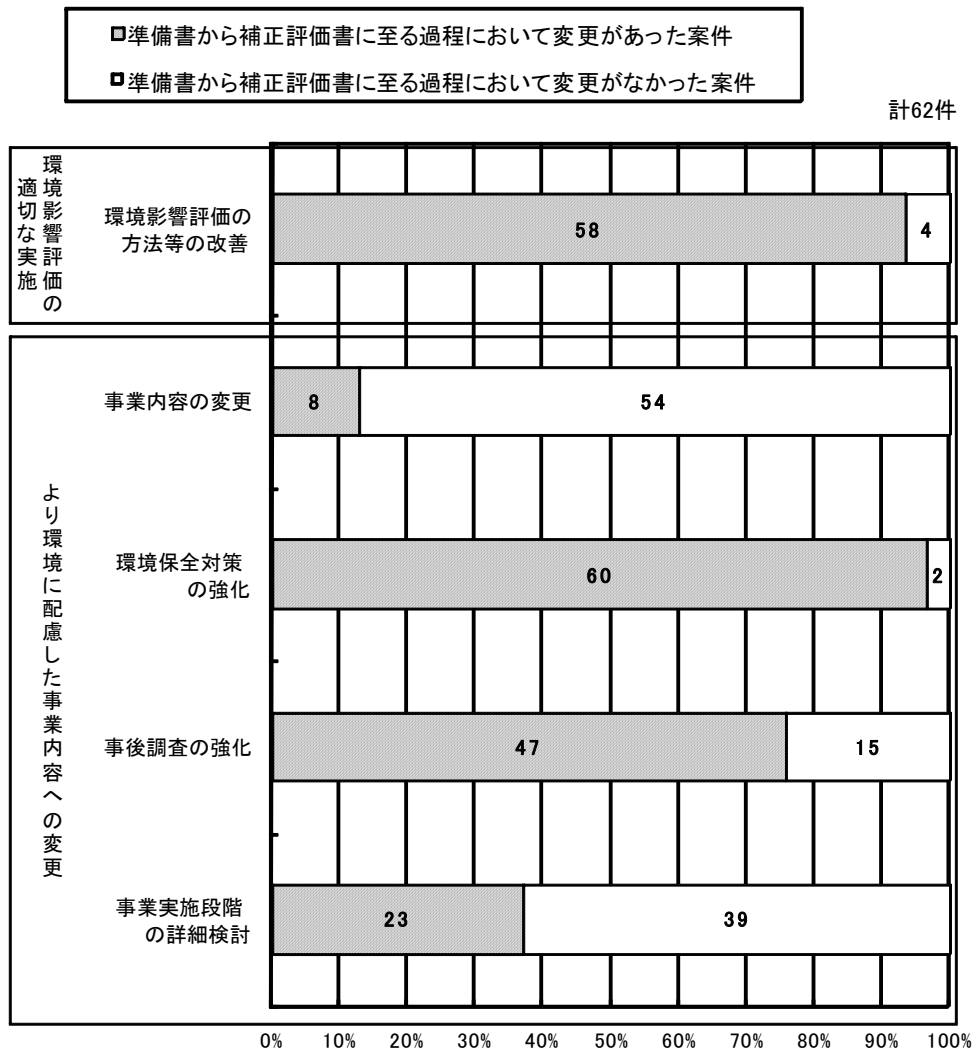 準備書から補正評価書に至る過程において変更があった案件
準備書から補正評価書に至る過程において変更がなかった案件
計62件
環境影響評価の
適切な実施
環境影響評価の
方法等の改善
58
4
より環境に配慮した事業内容への変更
事業内容の変更
8
54
環境保全対策
の強化
60
2
事後調査の強化
47
15
事業実施段階
の詳細検討
23
39
0% 10% 20% 30% 40% 50% 60% 70% 80% 90% 100%